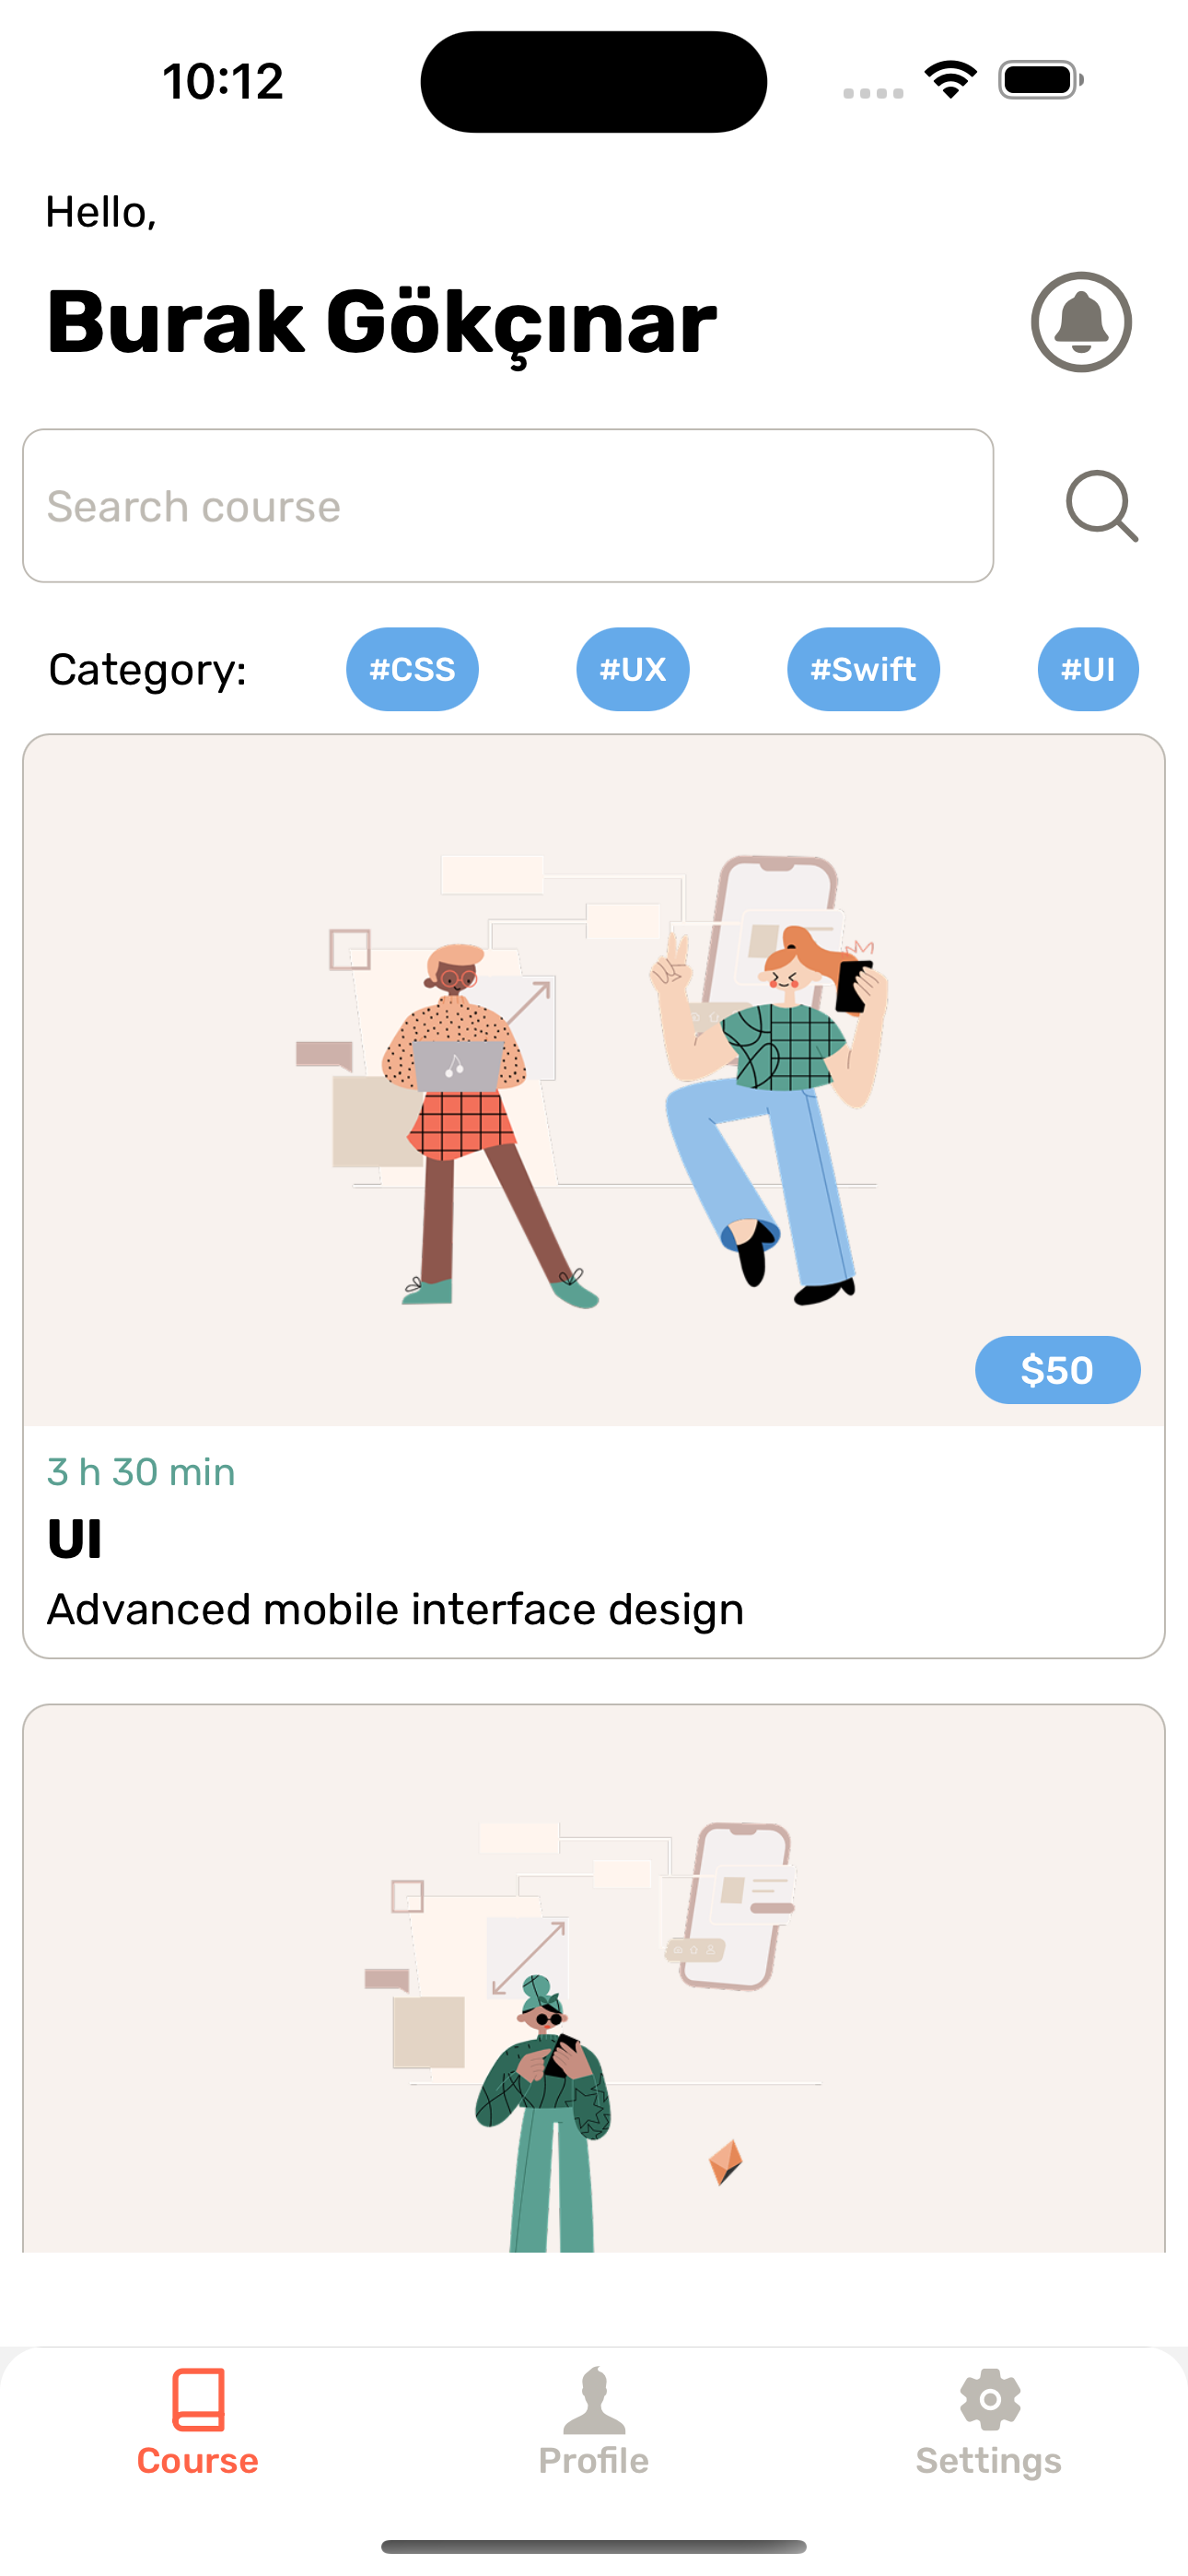 10:12
Hello,
Burak Gökçınar
Search course
Category: #CSS #UX #Swift #UI
$50
3 h 30 min
UI
Advanced mobile interface design
Course Profile Settings